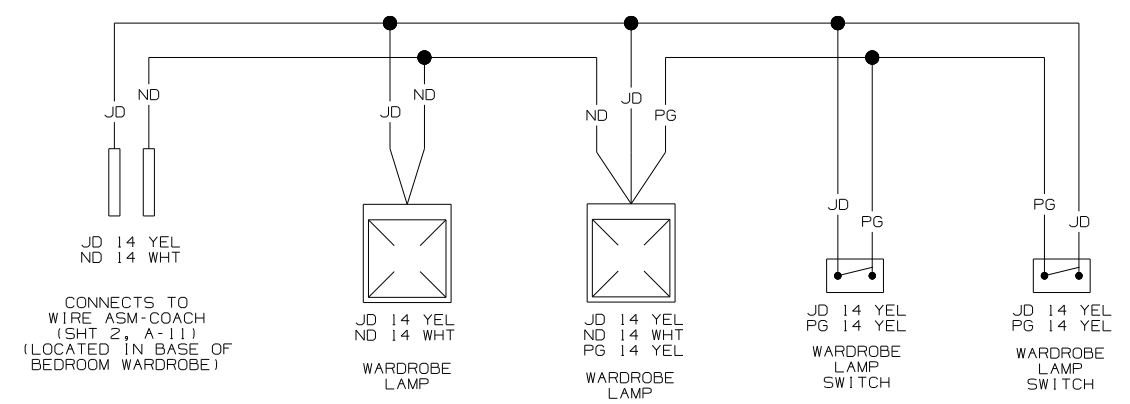 JD
ND
JD
ND
ND
JD
PG
JD
PG
PG
JD
JD 14 YEL
ND 14 WHT
CONNECTS TO
WIRE ASM-COACH
(SHT 2, A-11)
(LOCATED IN BASE OF
BEDROOM WARDROBE)
JD 14 YEL
ND 14 WHT
WARDROBE
LAMP
JD 14 YEL
ND 14 WHT
PG 14 YEL
WARDROBE
LAMP
JD 14 YEL
PG 14 YEL
WARDROBE
LAMP
SWITCH
JD 14 YEL
PG 14 YEL
WARDROBE
LAMP
SWITCH